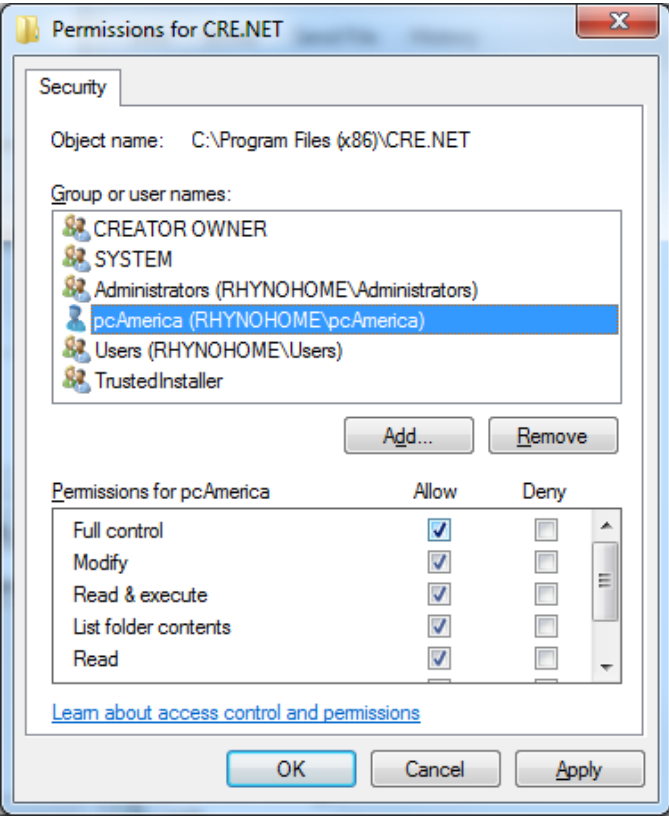 Permissions for CRE.NET
Security
Object name: C:\Program Files (x86)\CRE.NET
Group or user names:
CREATOR OWNER
SYSTEM
Administrators (RHYNOHOME\Administrators)
pcAmerica (RHYNOHOME\pcAmerica)
Users (RHYNOHOME\Users)
TrustedInstaller
Add... Remove
Permissions for pcAmerica Allow Deny
Full control
Modify
Read & execute
List folder contents
Read
Learn about access control and permissions
OK Cancel Apply